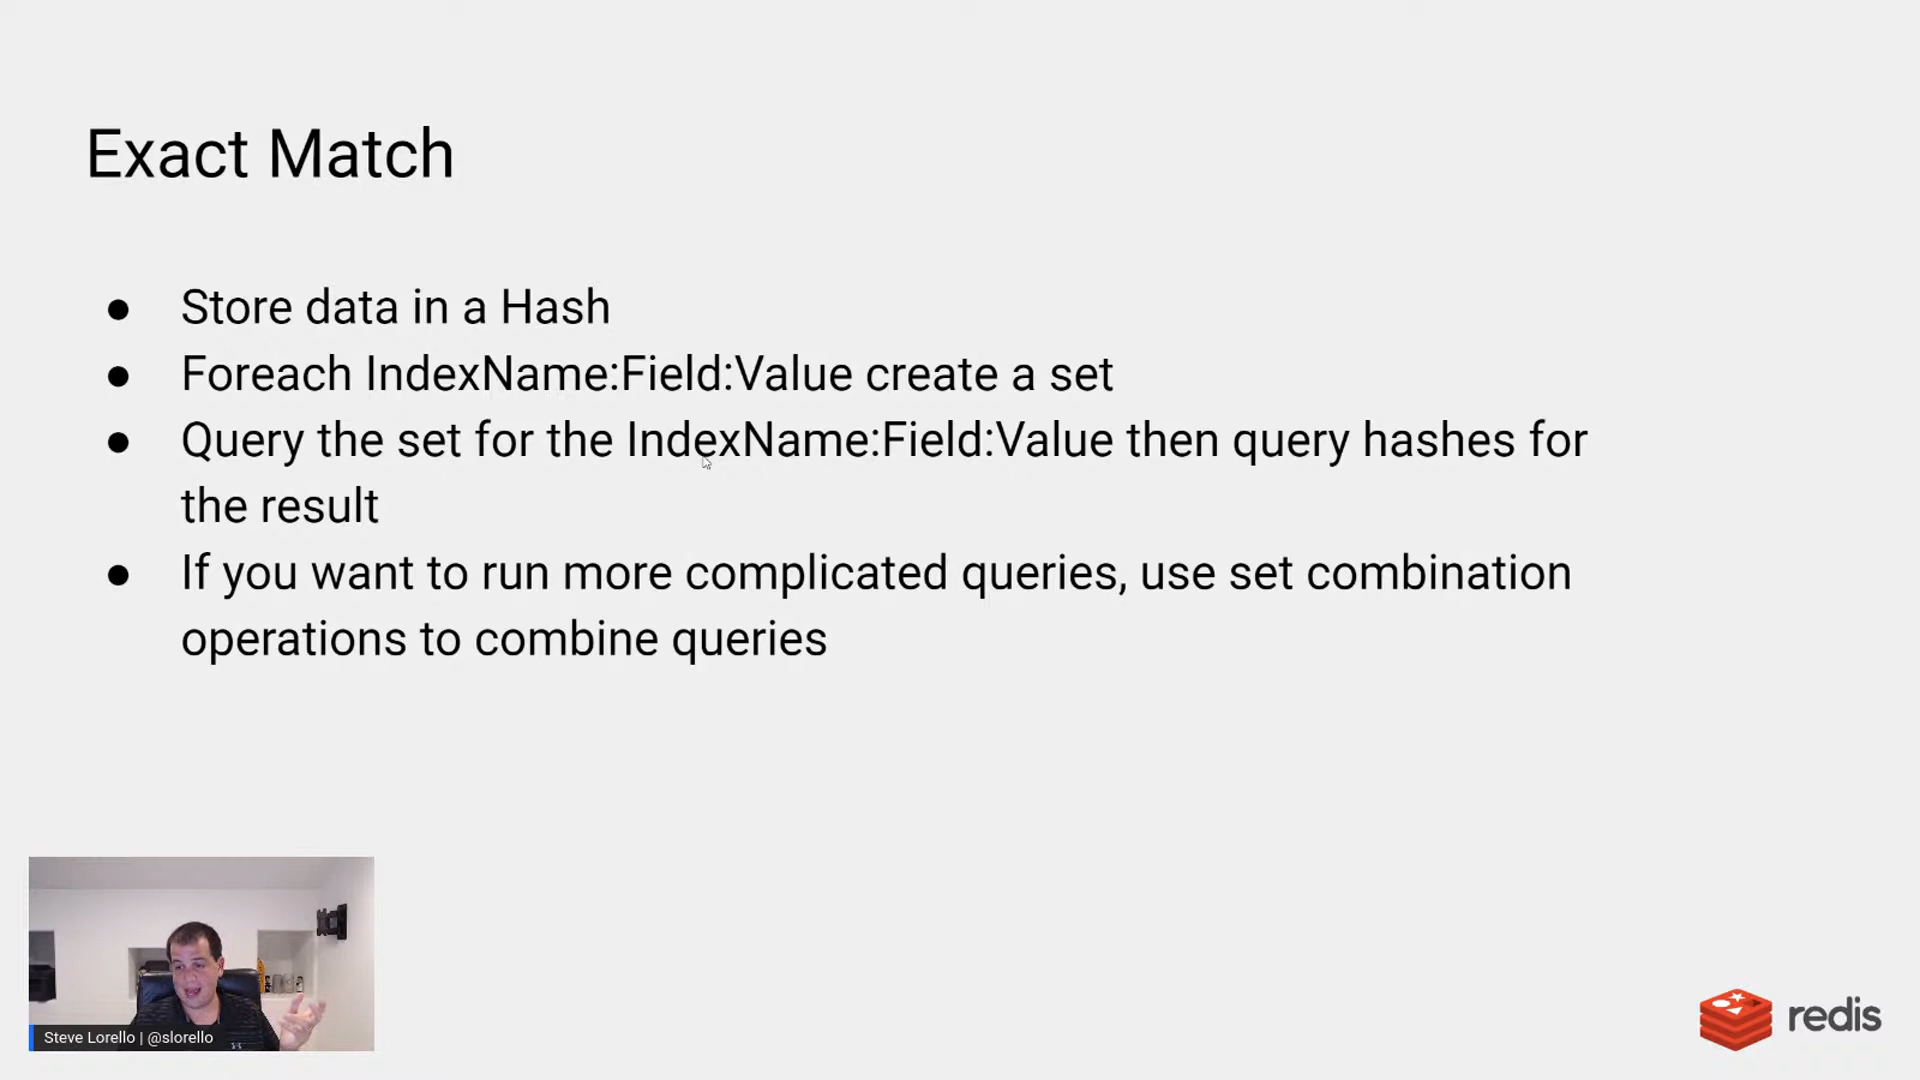 Exact Match
● Store data in a Hash
● Foreach IndexName:Field:Value create a set
● Query the set for the IndexName:Field:Value then query hashes for
the result
● If you want to run more complicated queries, use set combination
operations to combine queries
Steve Lorello | @slorello
redis